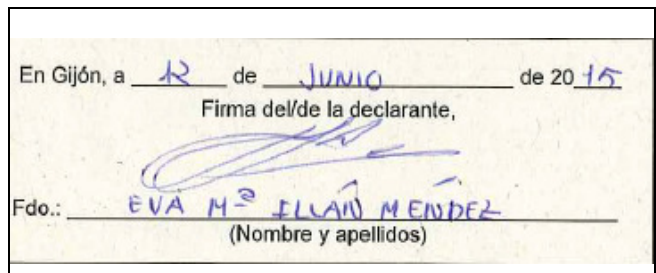 En Gijón, a 12 de JUNIO de 2015
Firma del/de la declarante,
Fdo.: EVA Mª ILLÁN MENDEZ
(Nombre y apellidos)